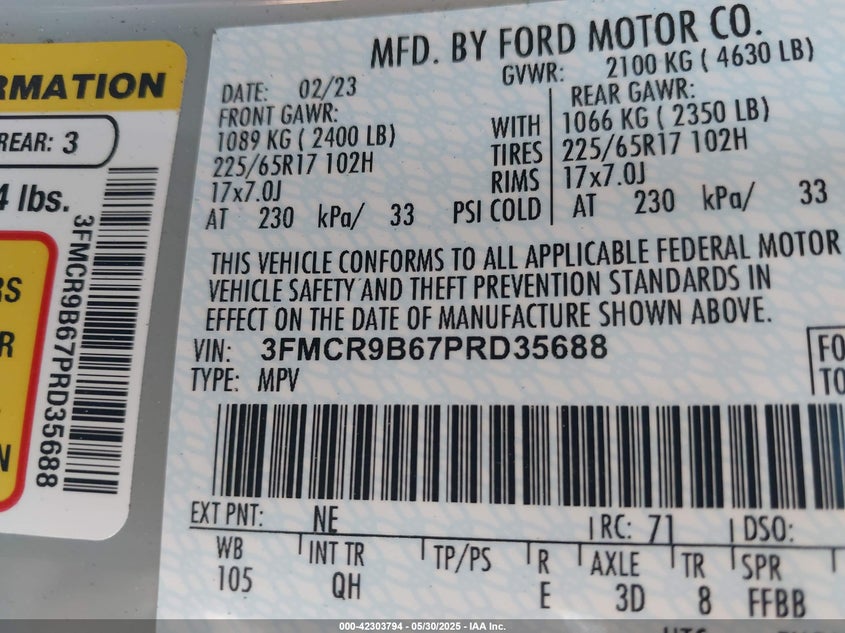 RMATION
REAR: 3
4 lbs.
RS
R
N
3FMCR9B67PRD35688
MFD. BY FORD MOTOR CO.
DATE: 02/23 GVWR: 2100 KG ( 4630 LB)
FRONT GAWR: REAR GAWR:
1089 KG ( 2400 LB) WITH 1066 KG ( 2350 LB)
225/65R17 102H TIRES 225/65R17 102H
17x7.0J RIMS 17x7.0J
AT 230 kPa/ 33 PSI COLD AT 230 kPa/ 33
THIS VEHICLE CONFORMS TO ALL APPLICABLE FEDERAL MOTOR
VEHICLE SAFETY AND THEFT PREVENTION STANDARDS IN
EFFECT ON THE DATE OF MANUFACTURE SHOWN ABOVE.
VIN: 3FMCR9B67PRD35688 FO
TYPE: MPV TO
EXT PNT: NE RC: 71 DSO:
WB INT TR TP/PS R AXLE TR SPR
105 QH E 3D 8 FFBB
000-42303794 - 05/30/2025 - IAA Inc.